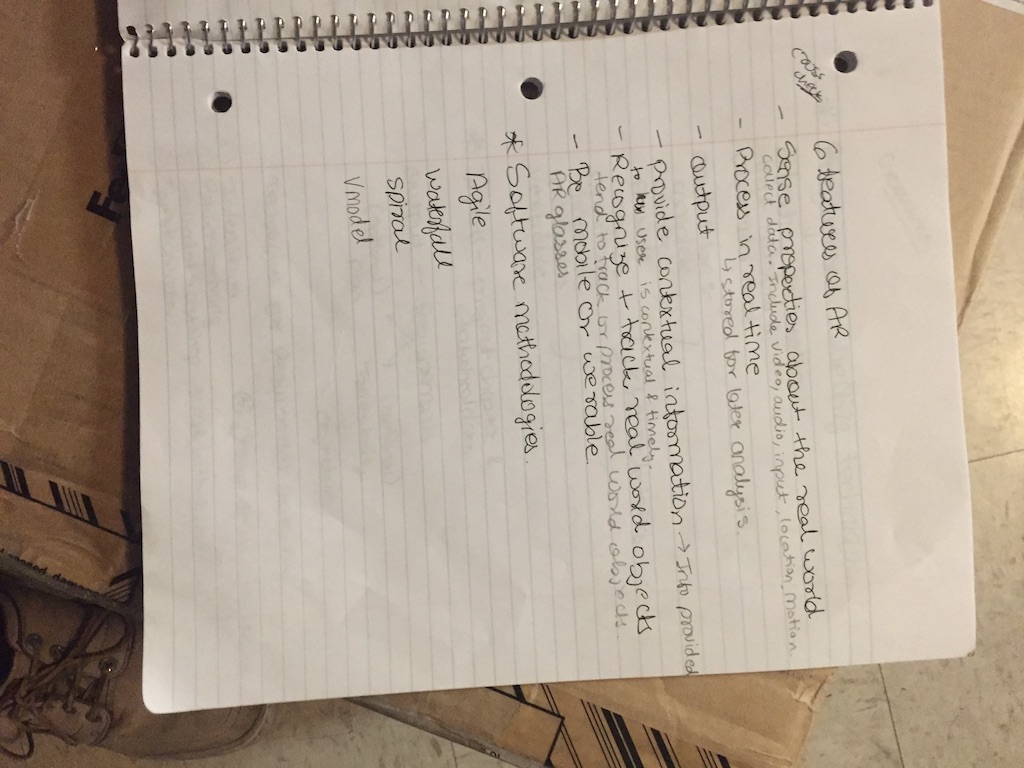 6 features of AR
- Sense properties about the real world
collect data include video, audio, input, location, motion.
- Process in real time
↳ stored for later analysis.
- Output
- Provide contextual information → Info provided
to user is contextual & timely.
- Recognize + track real world objects
tend to track or process real world objects
- Be mobile or werable.
AR glasses
* Software methodologies.
Agile
waterfall
spiral
Vmodel